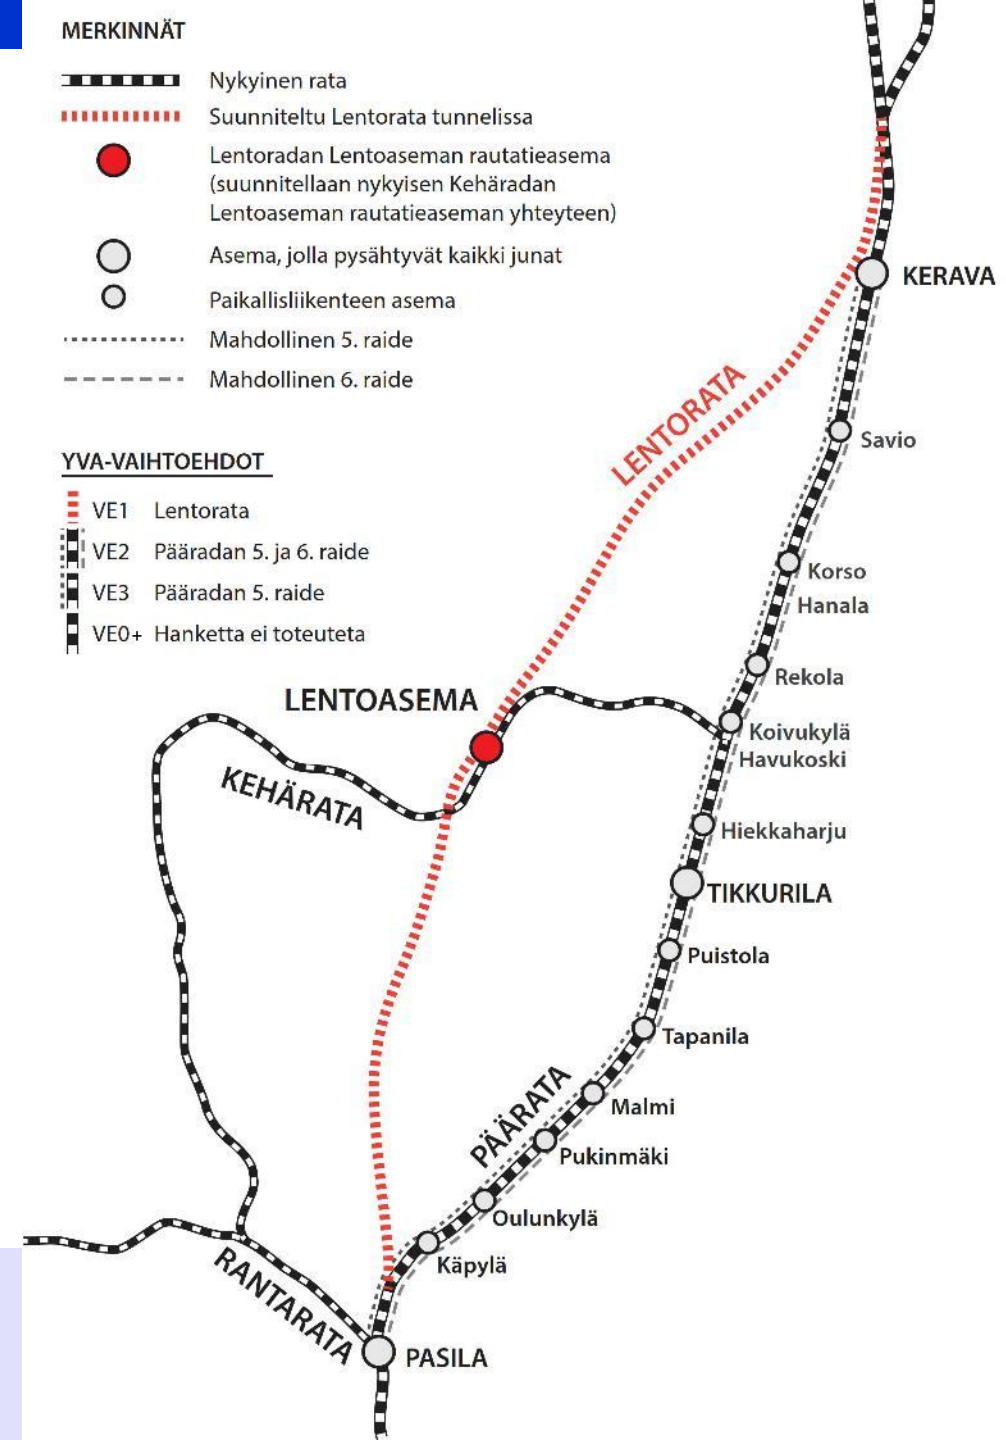 MERKINNÄT
Nykyinen rata
Suunniteltu Lentorata tunnelissa
Lentoradan Lentoaseman rautatieasema
(suunnitellaan nykyisen Kehäradan
Lentoaseman rautatieaseman yhteyteen)
Asema, jolla pysähtyvät kaikki junat
Paikallisliikenteen asema
Mahdollinen 5. raide
Mahdollinen 6. raide
YVA-VAIHTOEHDOT
VE1 Lentorata
VE2 Pääradan 5. ja 6. raide
VE3 Pääradan 5. raide
VE0+ Hanketta ei toteuteta
KERAVA
LENTORATA
Savio
Korso
Hanala
Rekola
LENTOASEMA
Koivukylä
Havukoski
KEHÄRATA
Hiekkaharju
TIKKURILA
Puistola
Tapanila
PÄÄRATA
Malmi
Pukinmäki
Oulunkylä
Käpylä
RANTARATA
PASILA